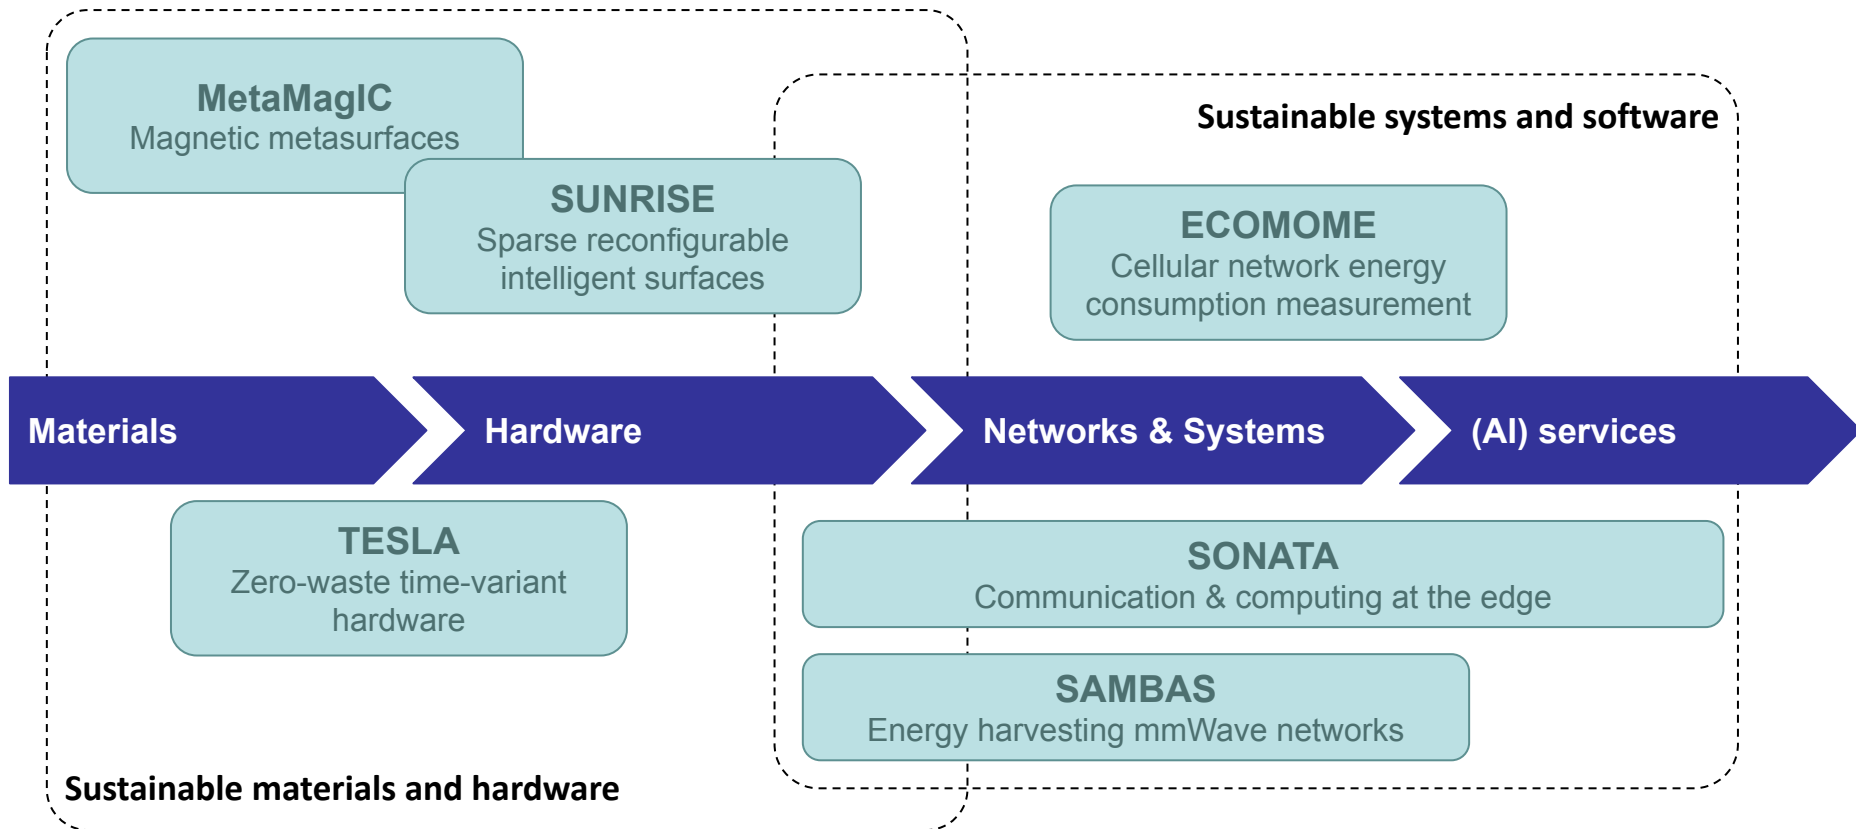 MetaMagIC
Magnetic metasurfaces
SUNRISE
Sparse reconfigurable
intelligent surfaces
Sustainable systems and software
ECOMOME
Cellular network energy
consumption measurement
Materials
Hardware
Networks & Systems
(AI) services
TESLA
Zero-waste time-variant
hardware
SONATA
Communication & computing at the edge
SAMBAS
Energy harvesting mmWave networks
Sustainable materials and hardware